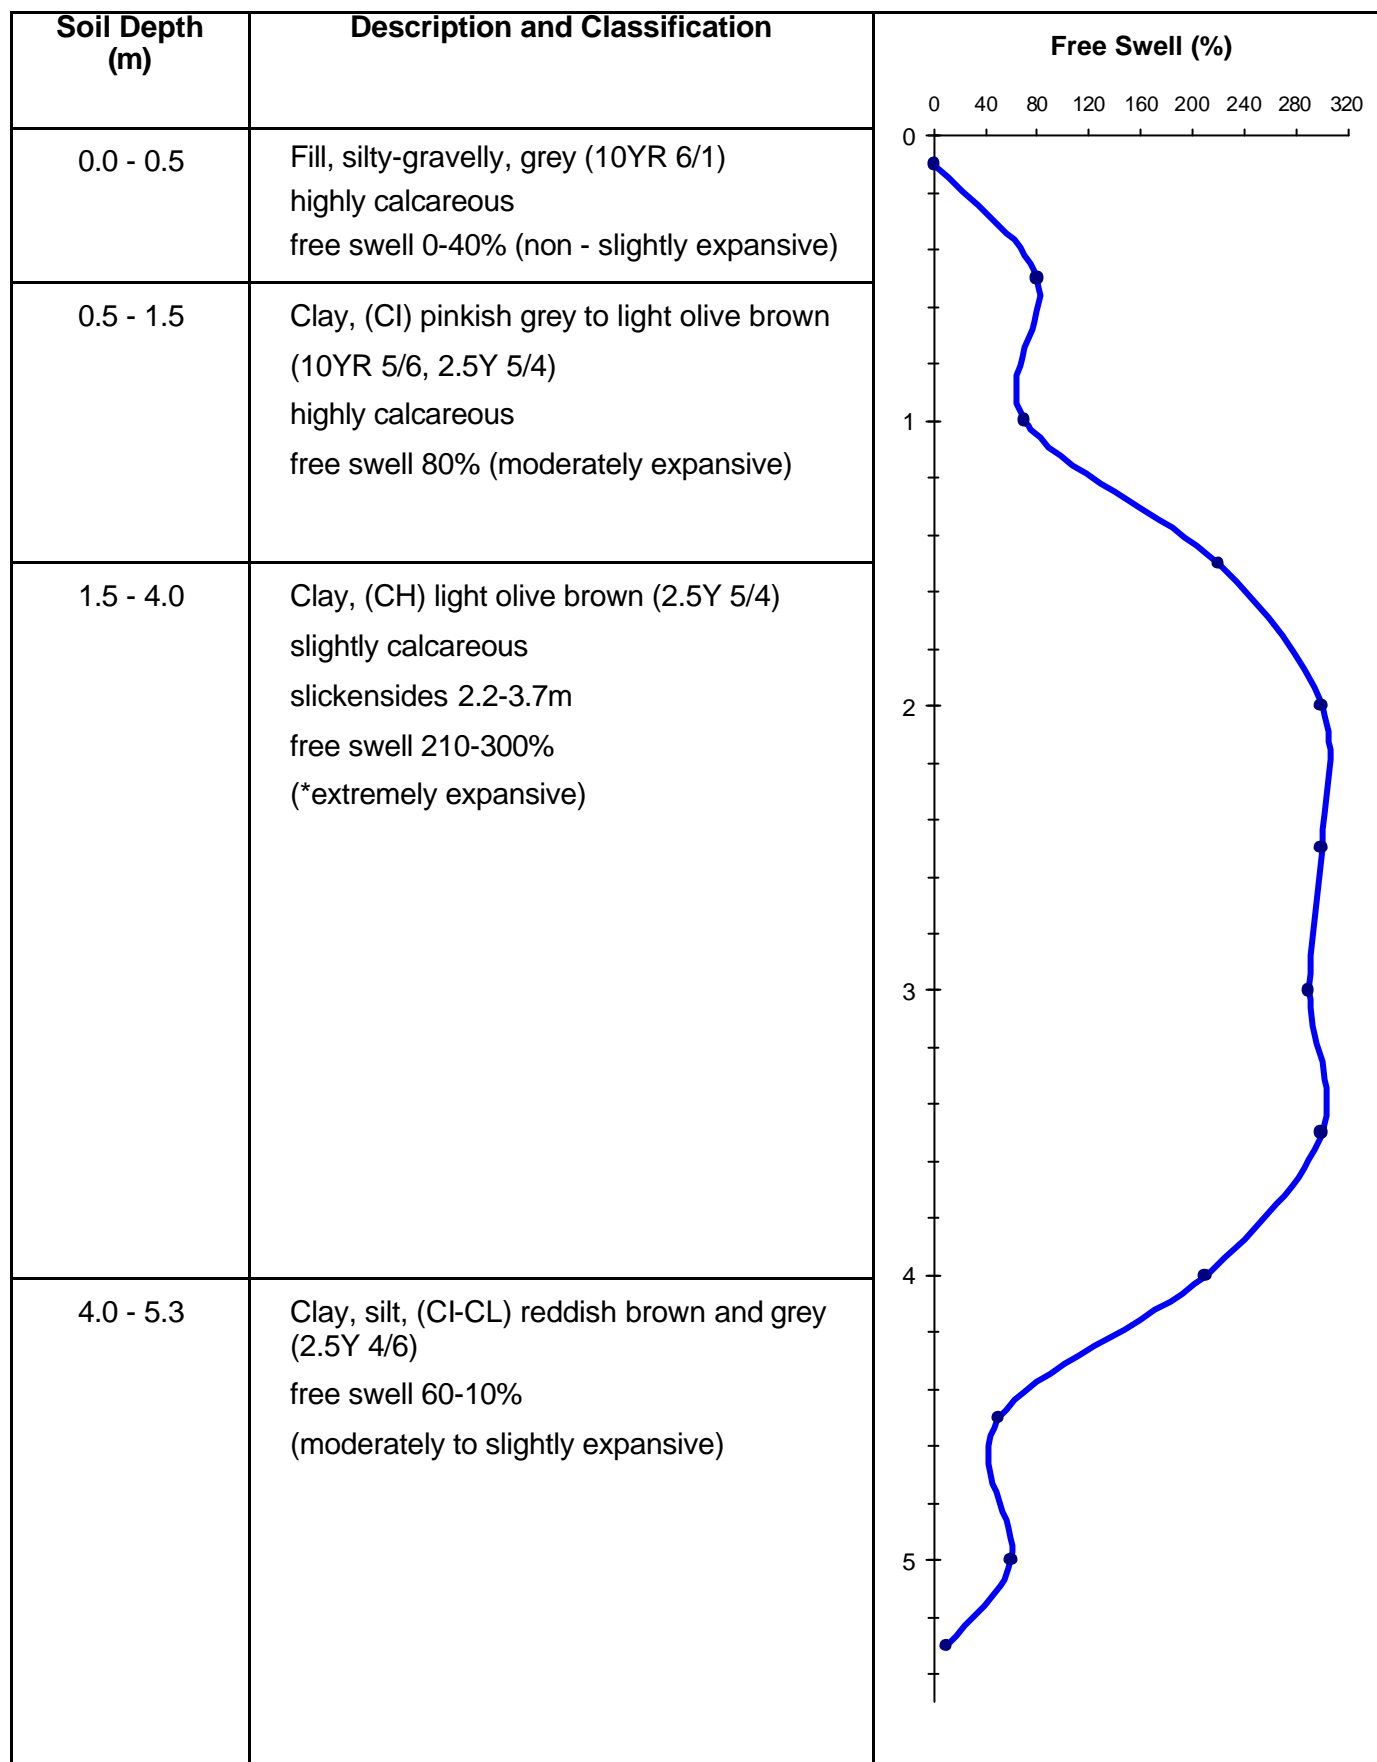 Soil Depth
(m)
Description and Classification
Free Swell (%)
0 40 80 120 160 200 240 280 320
0
1
2
3
4
5
0.0 - 0.5
Fill, silty-gravelly, grey (10YR 6/1)
highly calcareous
free swell 0-40% (non - slightly expansive)
0.5 - 1.5
Clay, (CI) pinkish grey to light olive brown
(10YR 5/6, 2.5Y 5/4)
highly calcareous
free swell 80% (moderately expansive)
1.5 - 4.0
Clay, (CH) light olive brown (2.5Y 5/4)
slightly calcareous
slickensides 2.2-3.7m
free swell 210-300%
(*extremely expansive)
4.0 - 5.3
Clay, silt, (CI-CL) reddish brown and grey
(2.5Y 4/6)
free swell 60-10%
(moderately to slightly expansive)